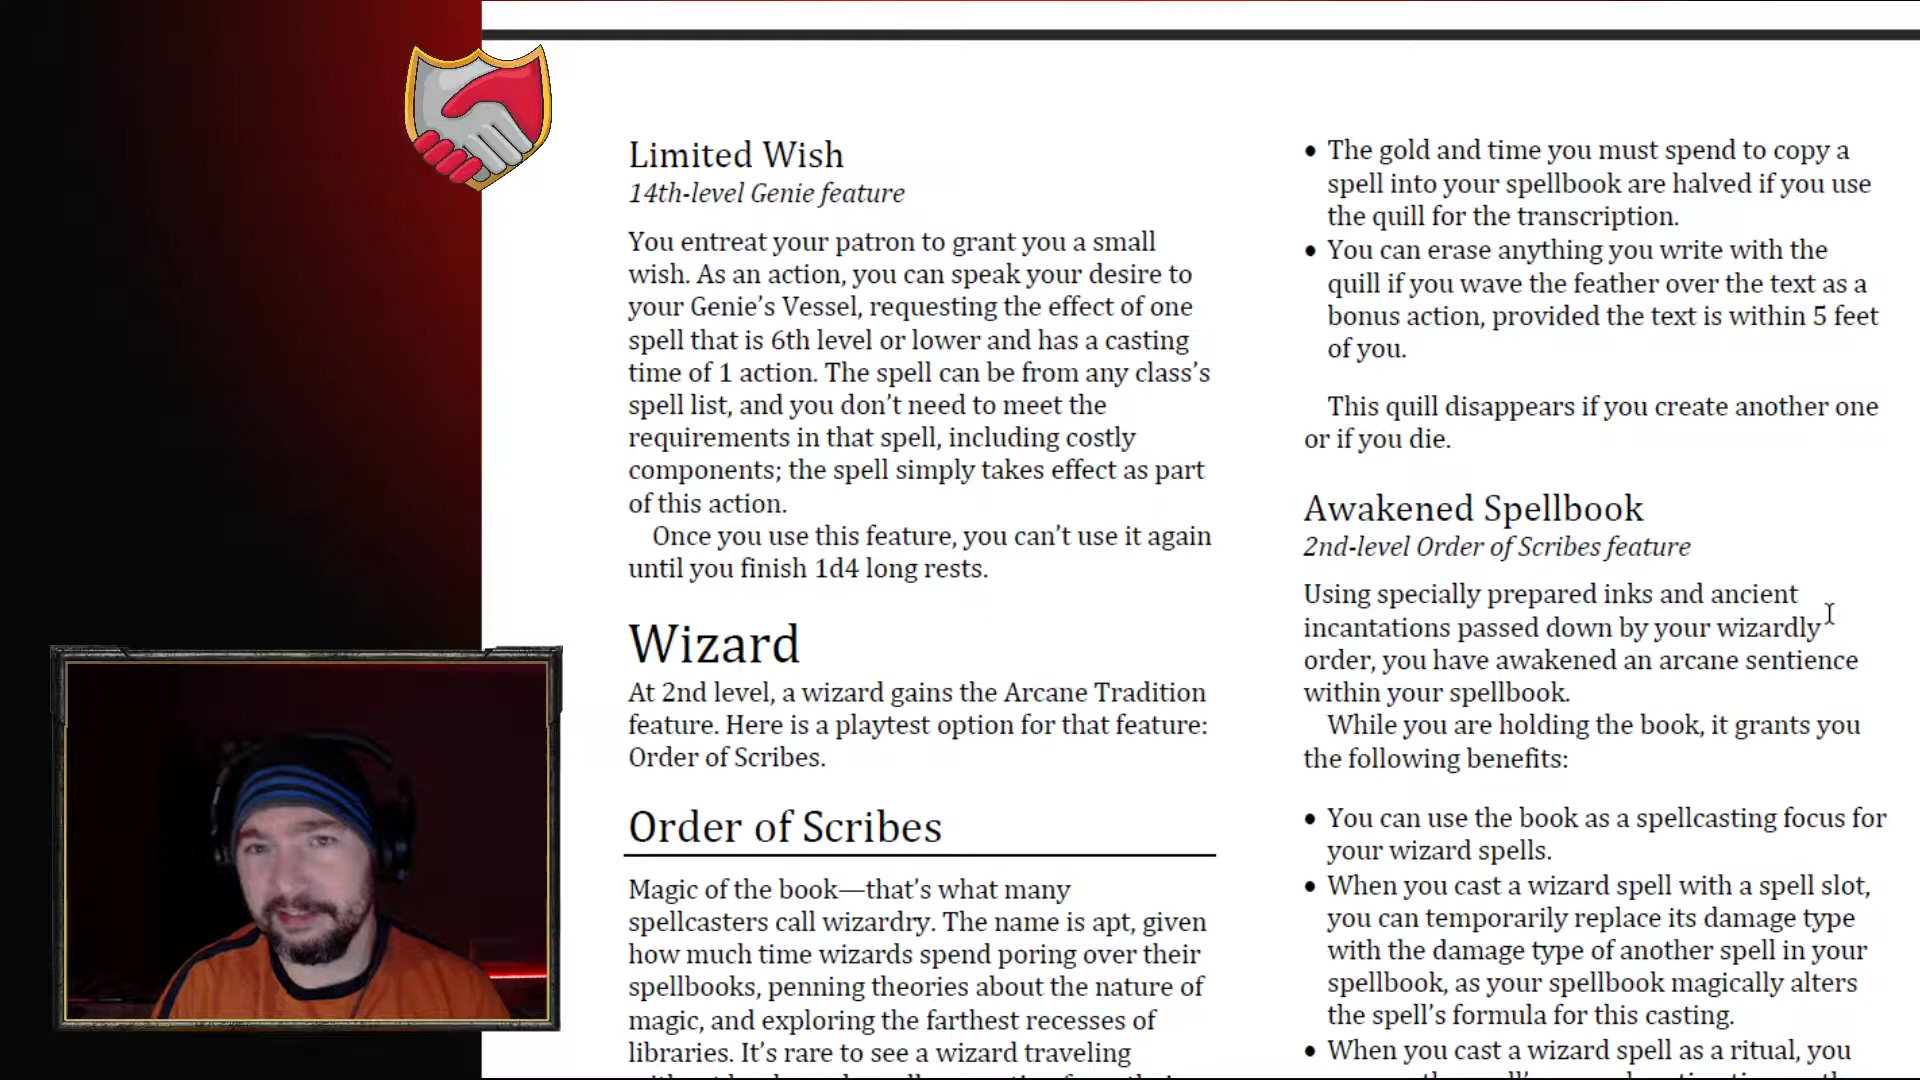 Limited Wish
14th-level Genie feature
You entreat your patron to grant you a small
wish. As an action, you can speak your desire to
your Genie’s Vessel, requesting the effect of one
spell that is 6th level or lower and has a casting
time of 1 action. The spell can be from any class’s
spell list, and you don’t need to meet the
requirements in that spell, including costly
components; the spell simply takes effect as part
of this action.
Once you use this feature, you can’t use it again
until you finish 1d4 long rests.
Wizard
At 2nd level, a wizard gains the Arcane Tradition
feature. Here is a playtest option for that feature:
Order of Scribes.
Order of Scribes
Magic of the book—that’s what many
spellcasters call wizardry. The name is apt, given
how much time wizards spend poring over their
spellbooks, penning theories about the nature of
magic, and exploring the farthest recesses of
libraries. It’s rare to see a wizard traveling
• The gold and time you must spend to copy a
spell into your spellbook are halved if you use
the quill for the transcription.
• You can erase anything you write with the
quill if you wave the feather over the text as a
bonus action, provided the text is within 5 feet
of you.
This quill disappears if you create another one
or if you die.
Awakened Spellbook
2nd-level Order of Scribes feature
Using specially prepared inks and ancient
incantations passed down by your wizardly
order, you have awakened an arcane sentience
within your spellbook.
While you are holding the book, it grants you
the following benefits:
• You can use the book as a spellcasting focus for
your wizard spells.
• When you cast a wizard spell with a spell slot,
you can temporarily replace its damage type
with the damage type of another spell in your
spellbook, as your spellbook magically alters
the spell’s formula for this casting.
• When you cast a wizard spell as a ritual, you